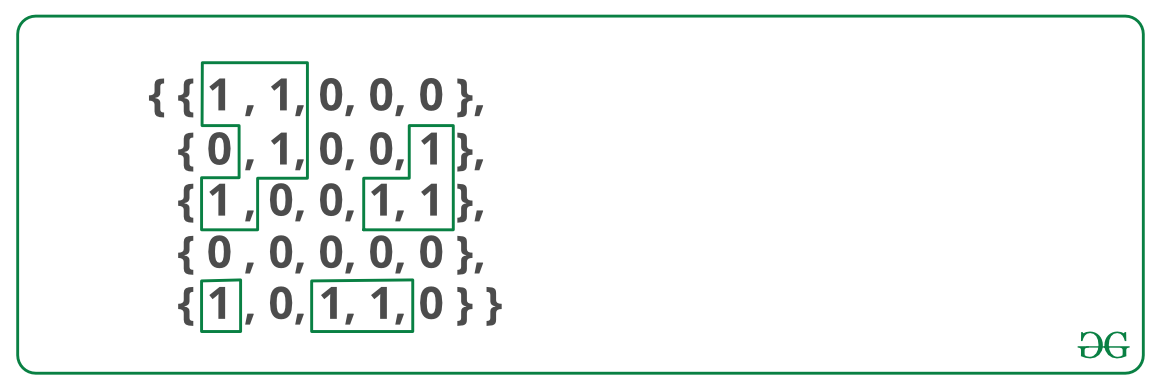 { { 1 , 1, 0, 0, 0 },
{ 0 , 1, 0, 0, 1 },
{ 1 , 0, 0, 1, 1 },
{ 0 , 0, 0, 0, 0 },
{ 1 , 0, 1, 1, 0 } }